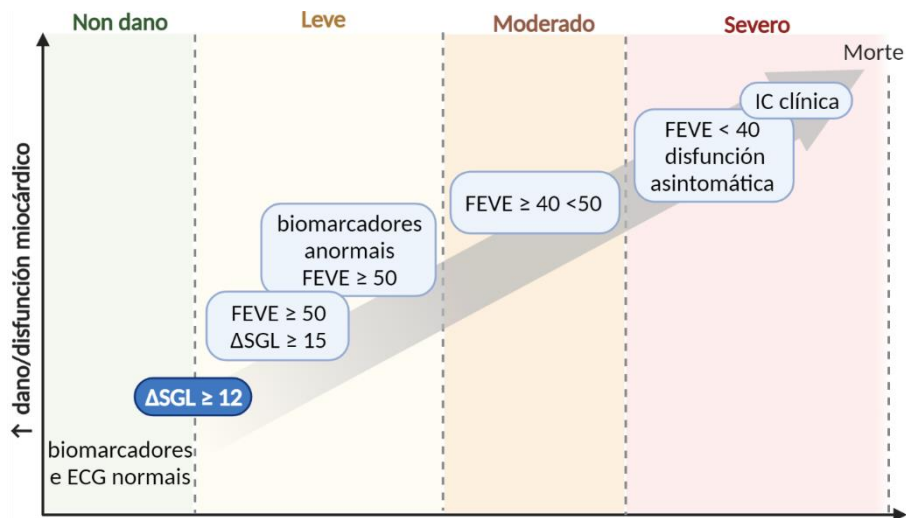 Non dano
Leve
Moderado
Severo
Morte
IC clínica
FEVE < 40
disfunción
asintomática
FEVE ≥ 40 <50
biomarcadores
anormais
FEVE ≥ 50
FEVE ≥ 50
ΔSGL ≥ 15
ΔSGL ≥ 12
biomarcadores
e ECG normais
↑ dano/disfunción miocárdico